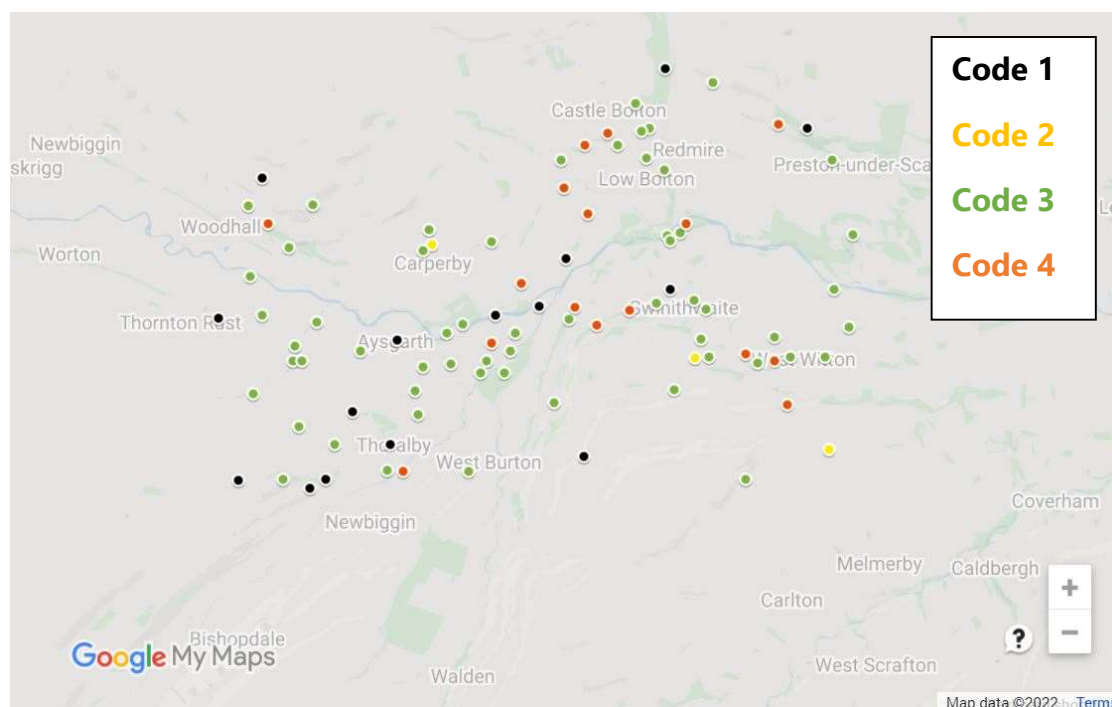 Code 1
Code 2
Code 3
Code 4
Castle Bolton
Newbiggin
skrigg
Redmire
Preston-under-Sca
Low Bolton
Woodhall
Worton
Carperby
Swinithwaite
Thornton Rust
Aysgarth
West Witton
Thoralby
West Burton
Newbiggin
Coverham
Melmerby
Caldbergh
Carlton
Bishopdale
Google My Maps
West Scrafton
Walden
Map data ©2022 Terms